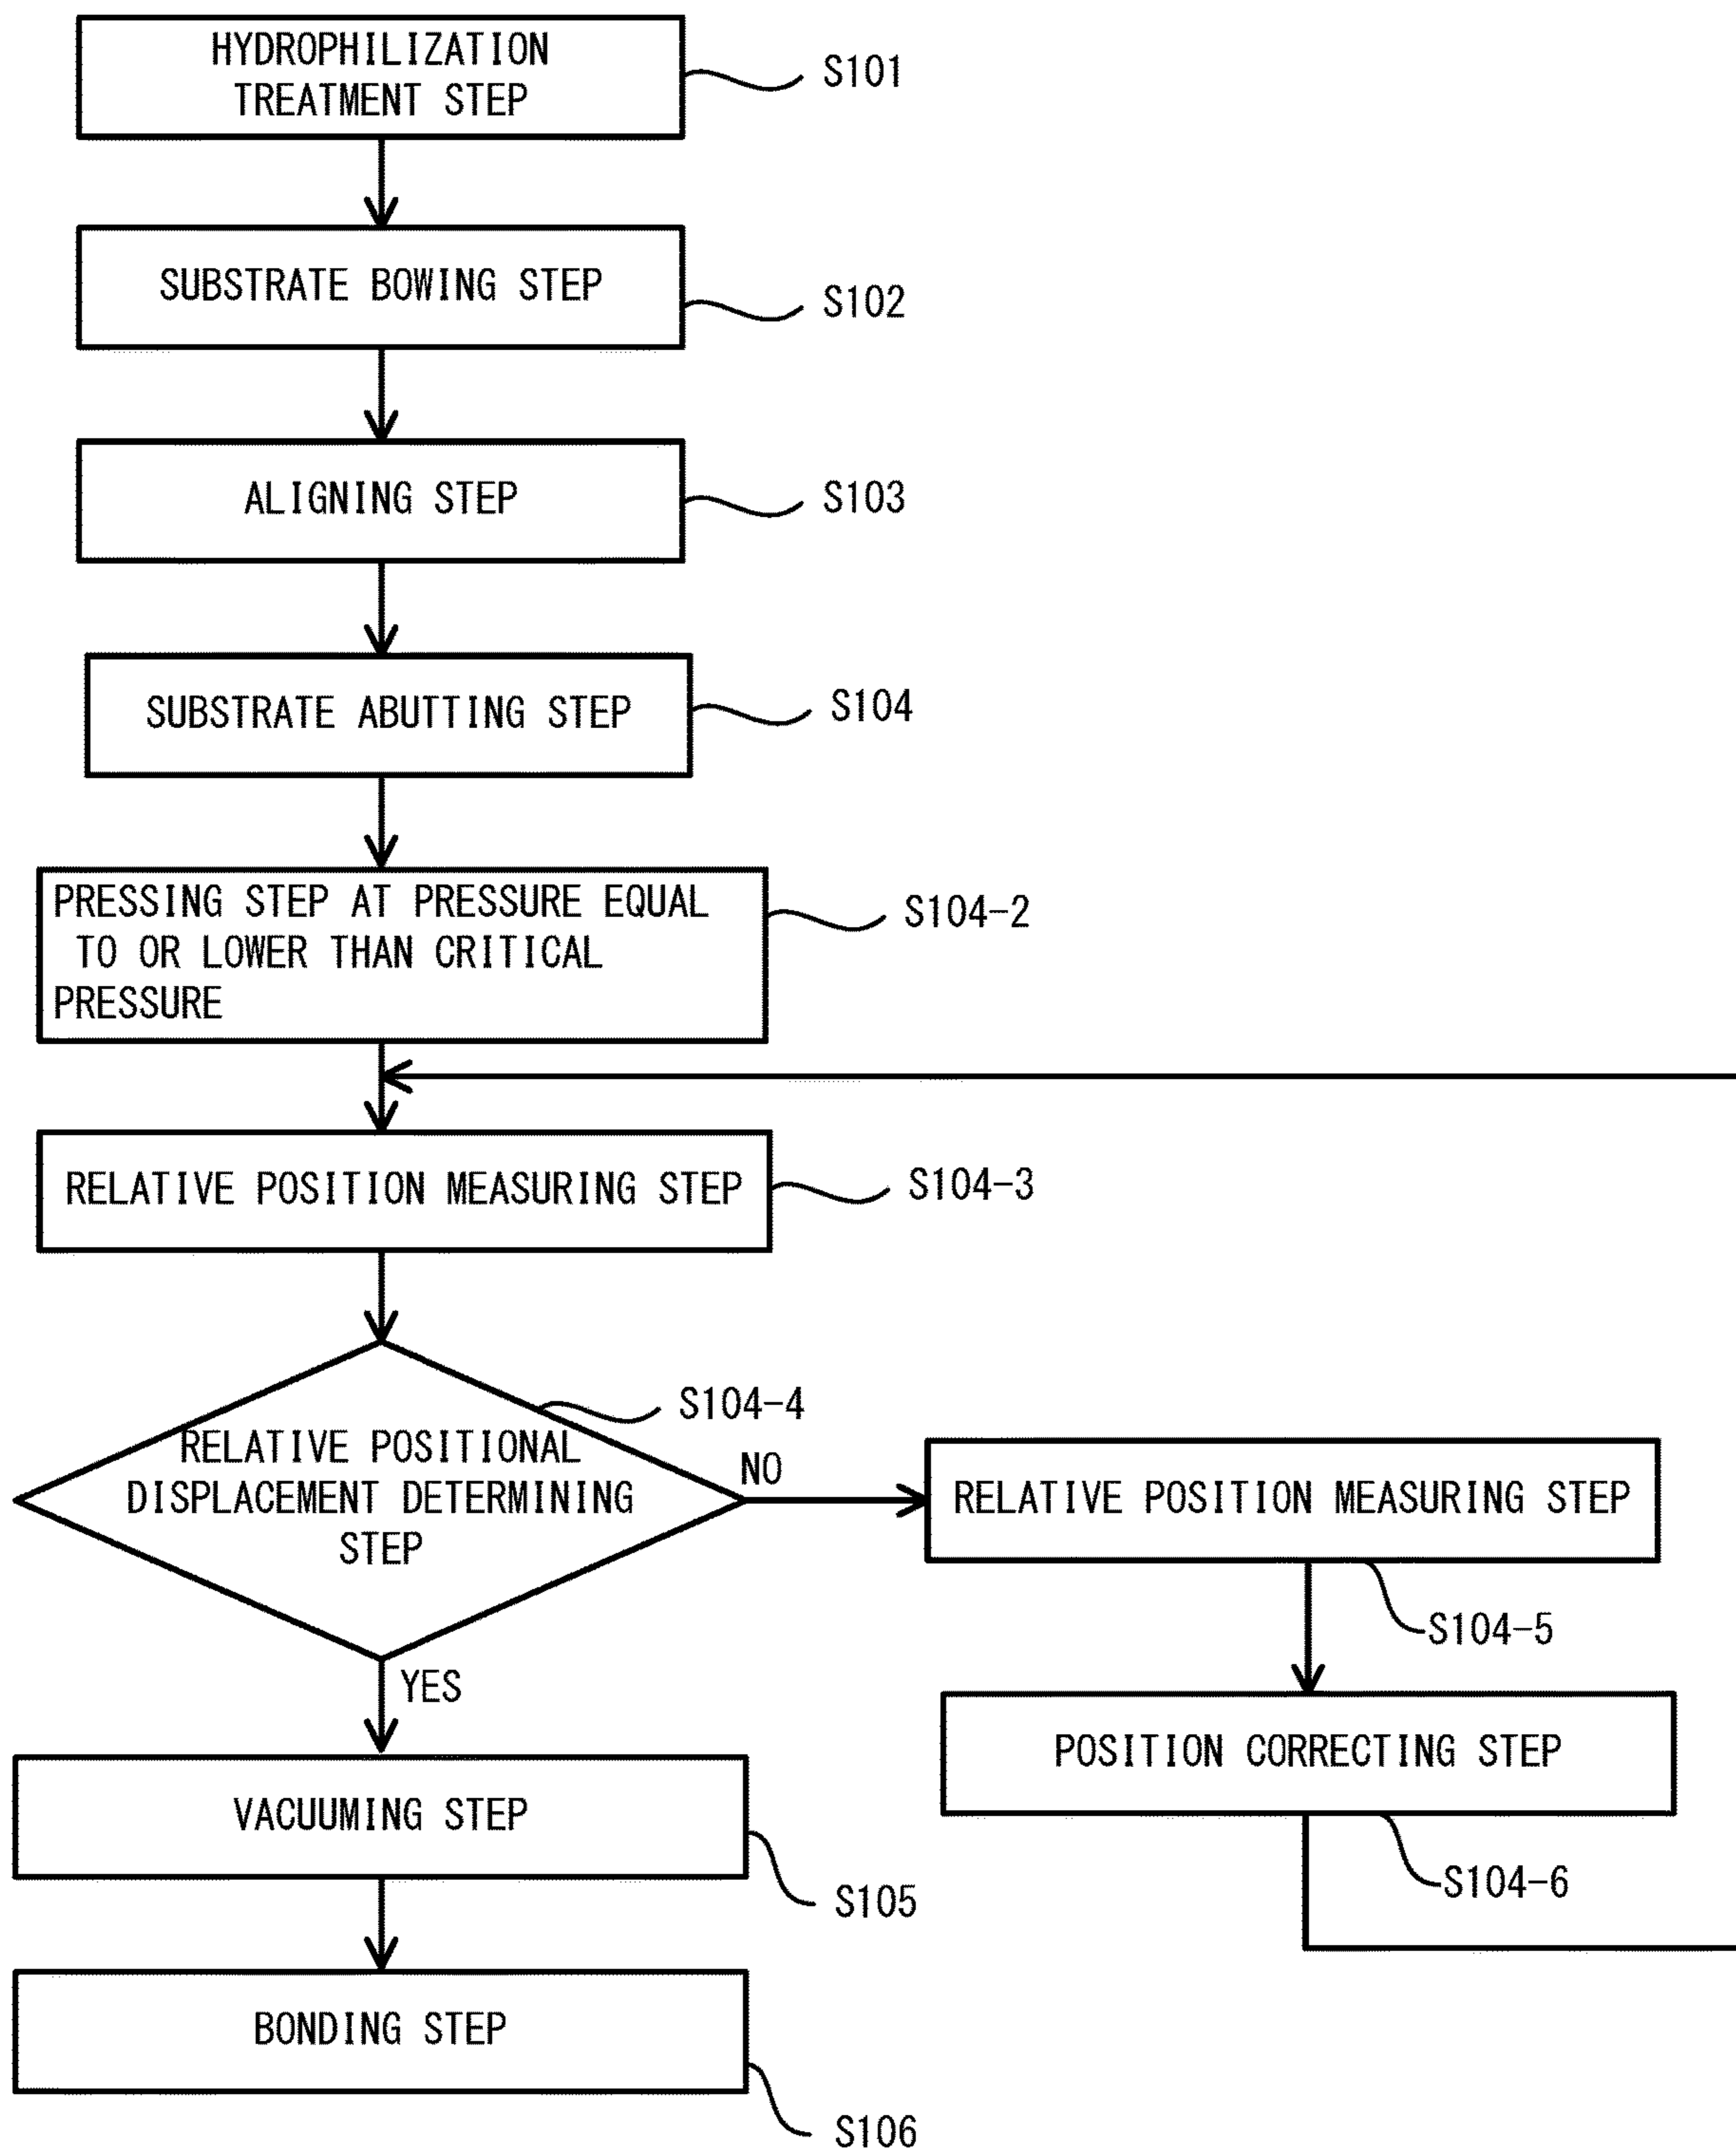 HYDROPHILIZATION
TREATMENT STEP
S101
SUBSTRATE BOWING STEP
S102
ALIGNING STEP
S103
SUBSTRATE ABUTTING STEP
S104
PRESSING STEP AT PRESSURE EQUAL
TO OR LOWER THAN CRITICAL
PRESSURE
S104-2
RELATIVE POSITION MEASURING STEP
S104-3
RELATIVE POSITIONAL
DISPLACEMENT DETERMINING
STEP
S104-4
NO
RELATIVE POSITION MEASURING STEP
S104-5
YES
POSITION CORRECTING STEP
S104-6
VACUUMING STEP
S105
BONDING STEP
S106